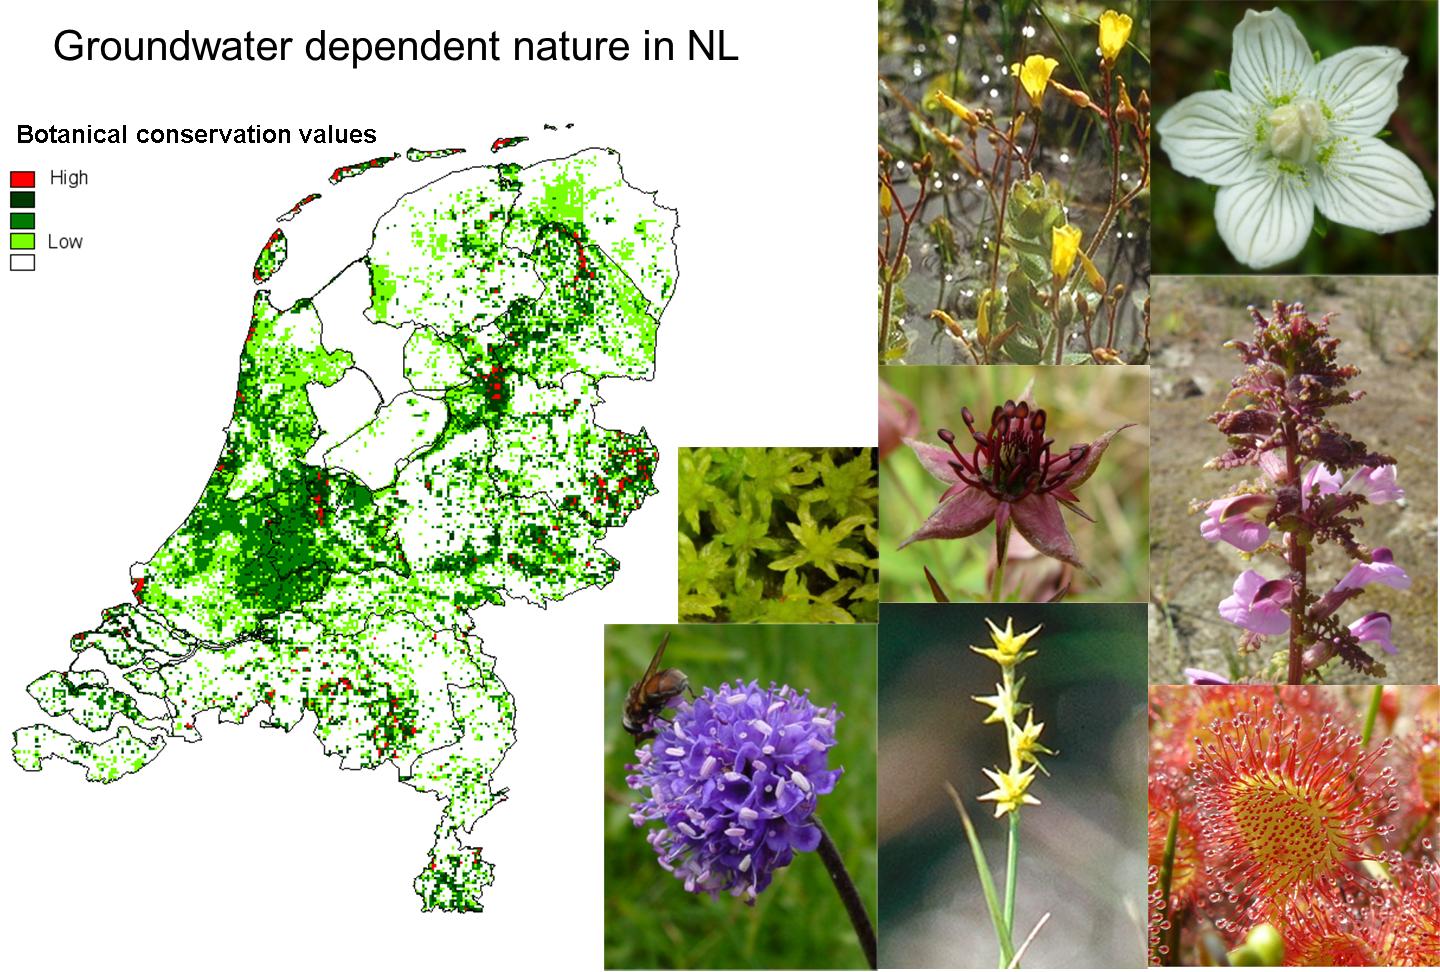 Groundwater dependent nature in NL
Botanical conservation values
High
Low